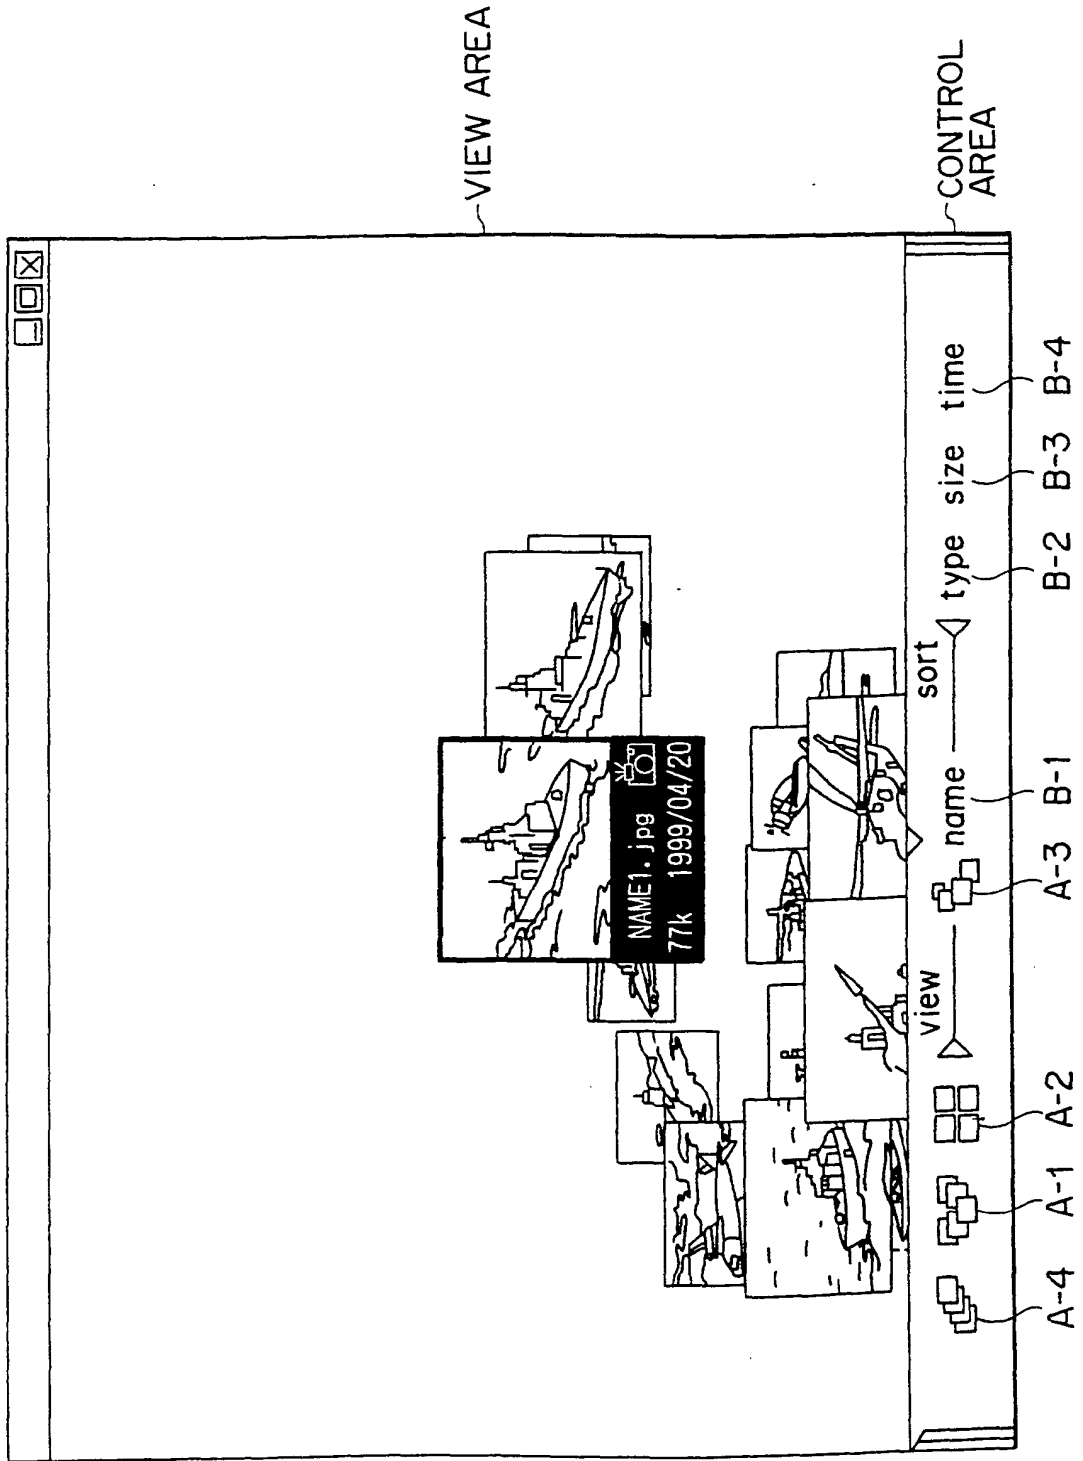 VIEW AREA
NAME1.jpg
77k 1999/04/20
view
sort
name
type
size
time
CONTROL
AREA
A-4
A-1
A-2
A-3
B-1
B-2
B-3
B-4